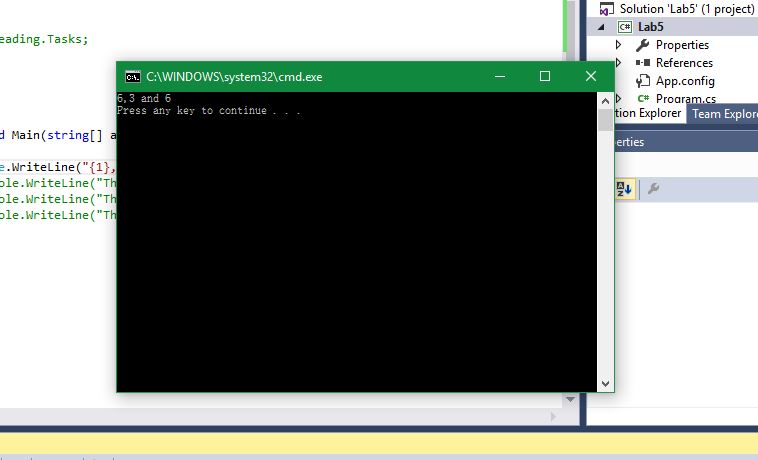 eading.Tasks;
C:\WINDOWS\system32\cmd.exe
6,3 and 6
Press any key to continue . . .
d Main(string[] a
e.WriteLine("{1},
ole.WriteLine("Th
ole.WriteLine("Th
ole.WriteLine("Th
Solution 'Lab5' (1 project)
C# Lab5
Properties
References
App.config
C# Program.cs
tion Explorer Team Explore
perties